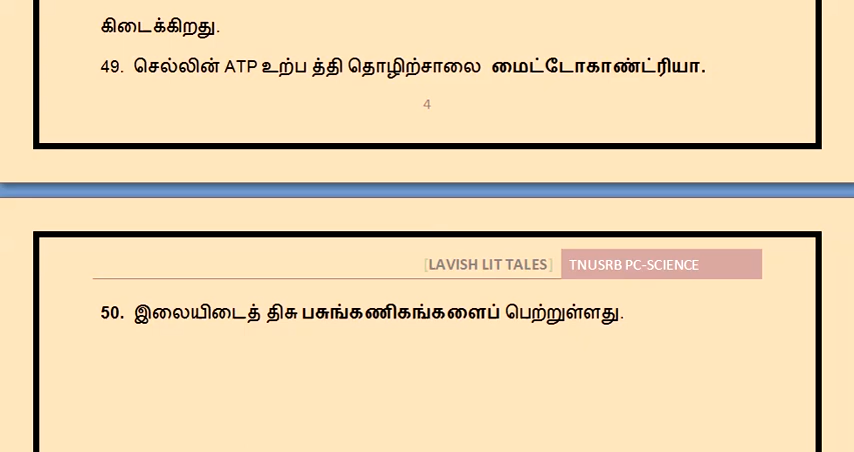 கிடைக்கிறது.
49. செல்லின் ATP உற்ப த்தி தொழிற்சாலை மைட்டோகாண்ட்ரியா.
4
[LAVISH LIT TALES] TNUSRB PC-SCIENCE
50. இலையிடைத் திசு பசுங்கணிகங்களைப் பெற்றுள்ளது.